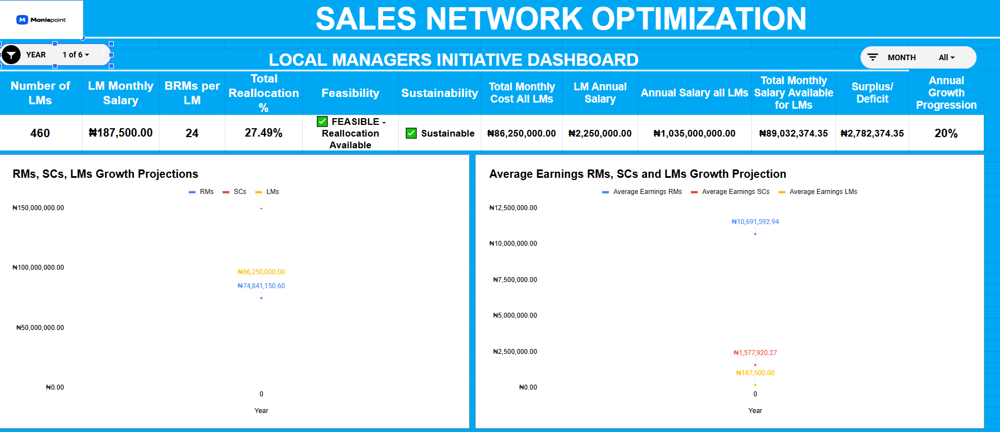 SALES NETWORK OPTIMIZATION
M Moniepoint
YEAR 1 of 6
LOCAL MANAGERS INITIATIVE DASHBOARD
MONTH All
Number of LMs
LM Monthly Salary
BRMs per LM
Total Reallocation %
Feasibility
Sustainability
Total Monthly Cost All LMs
LM Annual Salary
Annual Salary all LMs
Total Monthly Salary Available for LMs
Surplus/ Deficit
Annual Growth Progression
460
₦187,500.00
24
27.49%
✅ FEASIBLE - Reallocation Available
✅ Sustainable
₦86,250,000.00
₦2,250,000.00
₦1,035,000,000.00
₦89,032,374.35
₦2,782,374.35
20%
RMs, SCs, LMs Growth Projections
RMs SCs LMs
₦150,000,000.00
₦100,000,000.00
₦86,250,000.00
₦74,841,150.60
₦50,000,000.00
₦0.00
0
Year
Average Earnings RMs, SCs and LMs Growth Projection
Average Earnings RMs Average Earnings SCs Average Earnings LMs
₦12,500,000.00
₦10,691,592.94
₦10,000,000.00
₦7,500,000.00
₦5,000,000.00
₦2,500,000.00
₦1,577,920.27
₦187,500.00
₦0.00
0
Year